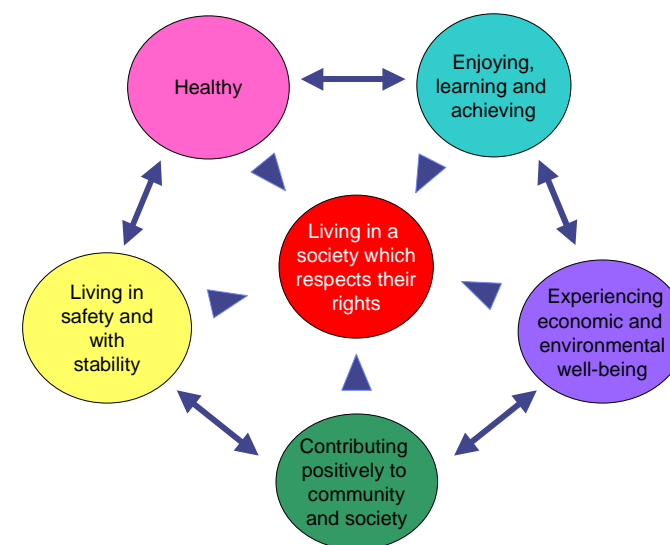 Healthy
Enjoying,
learning and
achieving
Living in a
society which
respects their
rights
Living in
safety and
with
stability
Experiencing
economic and
environmental
well-being
Contributing
positively to
community
and society